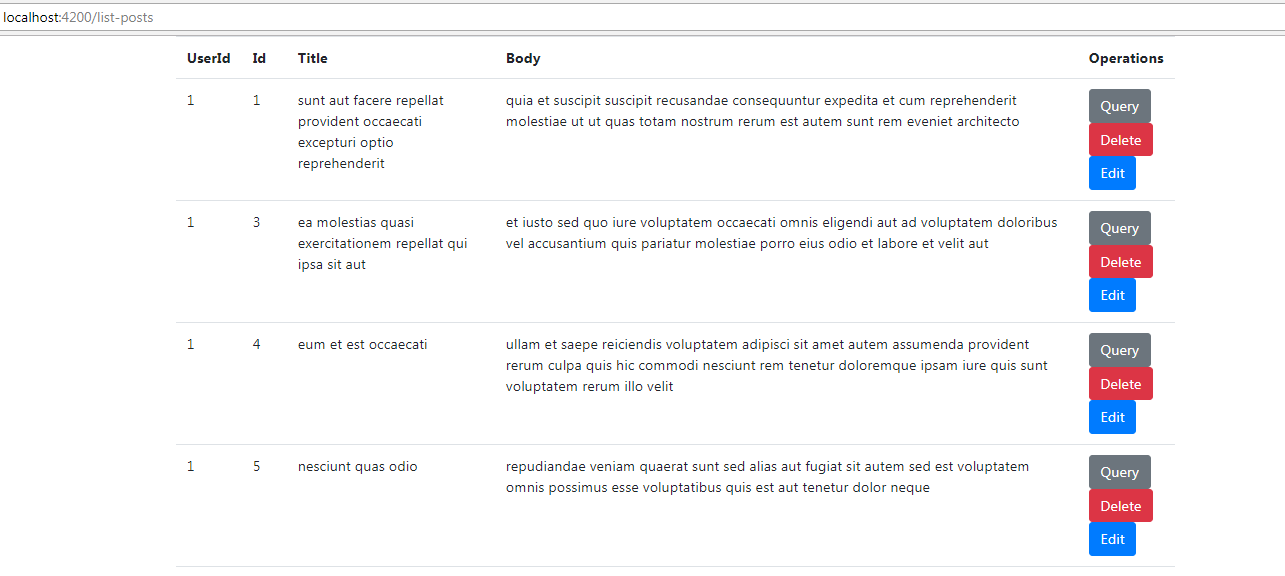 localhost:4200/list-posts
UserId Id Title Body Operations
1 1 sunt aut facere repellat quia et suscipit suscipit recusandae consequuntur expedita et cum reprehenderit Query
provident occaecati molestiae ut ut quas totam nostrum rerum est autem sunt rem eveniet architecto
excepturi optio Delete
reprehenderit Edit
1 3 ea molestias quasi et iusto sed quo iure voluptatem occaecati omnis eligendi aut ad voluptatem doloribus Query
exercitationem repellat qui vel accusantium quis pariatur molestiae porro eius odio et labore et velit aut
ipsa sit aut Delete
Edit
1 4 eum et est occaecati ullam et saepe reiciendis voluptatem adipisci sit amet autem assumenda provident Query
rerum culpa quis hic commodi nesciunt rem tenetur doloremque ipsam iure quis sunt
voluptatem rerum illo velit Delete
Edit
1 5 nesciunt quas odio repudiandae veniam quaerat sunt sed alias aut fugiat sit autem sed est voluptatem Query
omnis possimus esse voluptatibus quis est aut tenetur dolor neque
Delete
Edit